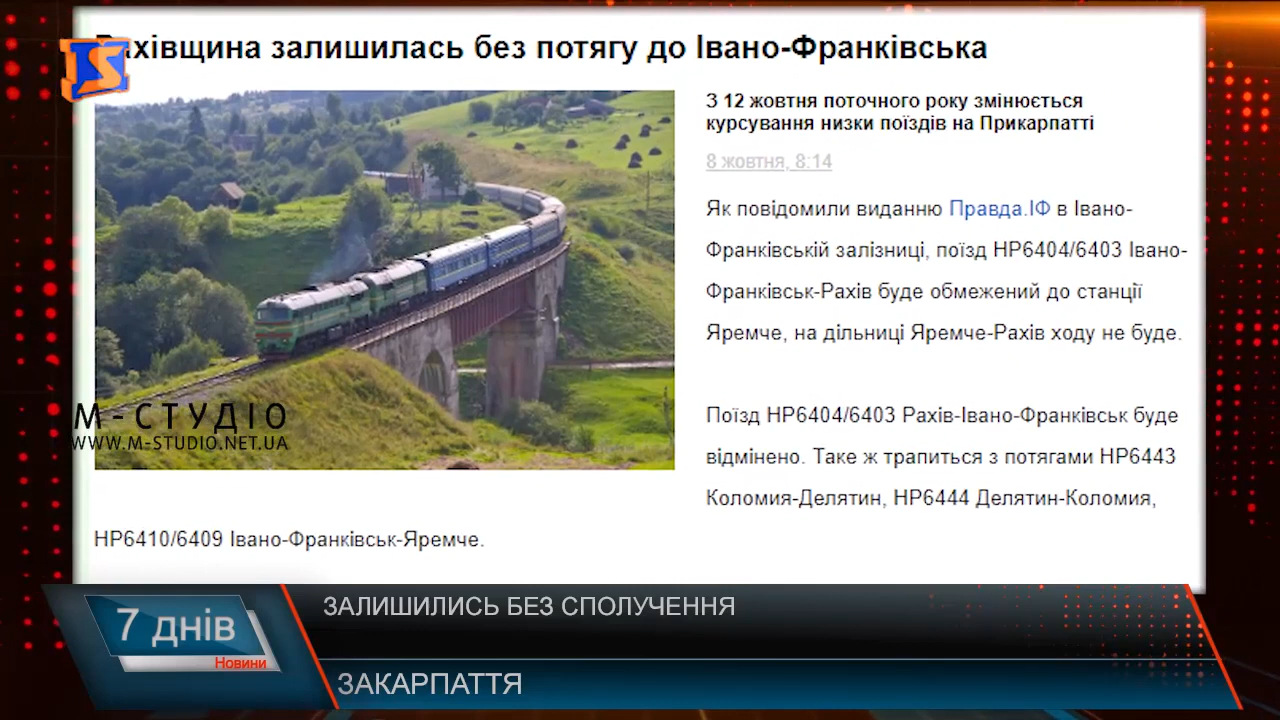 Рахівщина залишилась без потягу до Івано-Франківська
З 12 жовтня поточного року змінюється
курсування низки поїздів на Прикарпатті
8 жовтня, 8:14
Як повідомили виданню Правда.ІФ в Івано-
Франківській залізниці, поїзд НР6404/6403 Івано-
Франківськ-Рахів буде обмежений до станції
Яремче, на дільниці Яремче-Рахів ходу не буде.
Поїзд НР6404/6403 Рахів-Івано-Франківськ буде
відмінено. Таке ж трапиться з потягами НР6443
Коломия-Делятин, НР6444 Делятин-Коломия,
НР6410/6409 Івано-Франківськ-Яремче.
М-СТУДІО
WWW.M-STUDIO.NET.UA
7 днів
Новини
ЗАЛИШИЛИСЬ БЕЗ СПОЛУЧЕННЯ
ЗАКАРПАТТЯ